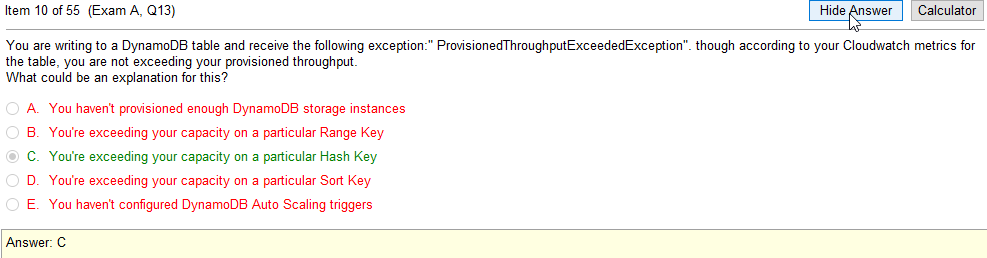 Item 10 of 55 (Exam A, Q13)
Hide Answer
Calculator
You are writing to a DynamoDB table and receive the following exception:" ProvisionedThroughputExceededException". though according to your Cloudwatch metrics for
the table, you are not exceeding your provisioned throughput.
What could be an explanation for this?
A. You haven't provisioned enough DynamoDB storage instances
B. You're exceeding your capacity on a particular Range Key
C. You're exceeding your capacity on a particular Hash Key
D. You're exceeding your capacity on a particular Sort Key
E. You haven't configured DynamoDB Auto Scaling triggers
Answer: C